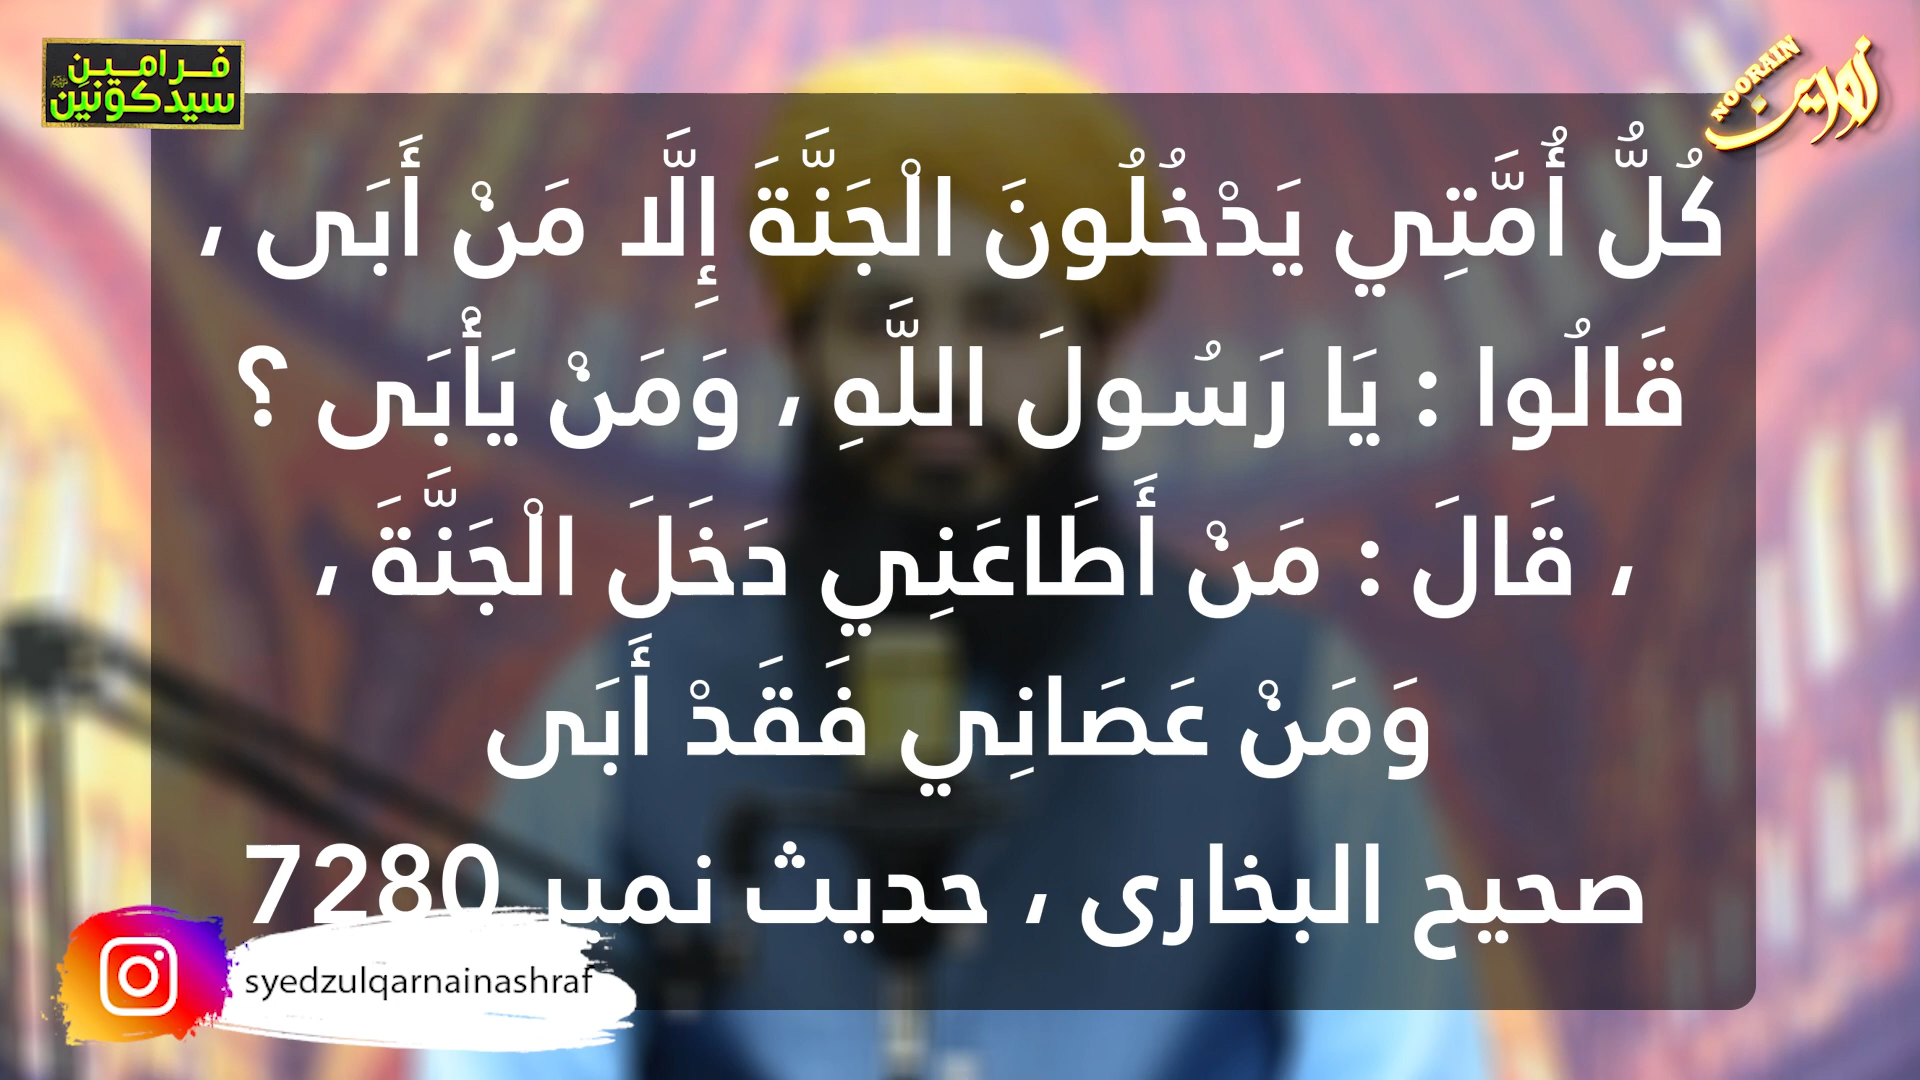 فرامین
سیدکونین
NOORAIN
نورین
كُلُّ أُمَّتِي يَدْخُلُونَ الْجَنَّةَ إِلَّا مَنْ أَبَى ،
قَالُوا : يَا رَسُولَ اللَّهِ ، وَمَنْ يَأْبَى ؟
، قَالَ : مَنْ أَطَاعَنِي دَخَلَ الْجَنَّةَ ،
وَمَنْ عَصَانِي فَقَدْ أَبَى
صحیح البخاری ، حدیث نمبر 7280
syedzulqarnainashraf